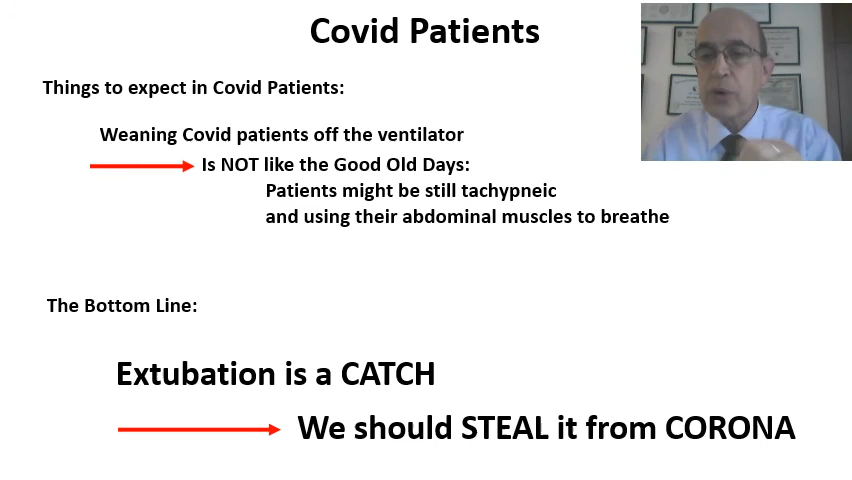 Covid Patients
Things to expect in Covid Patients:
Weaning Covid patients off the ventilator
Is NOT like the Good Old Days:
Patients might be still tachypneic
and using their abdominal muscles to breathe
The Bottom Line:
Extubation is a CATCH
We should STEAL it from CORONA